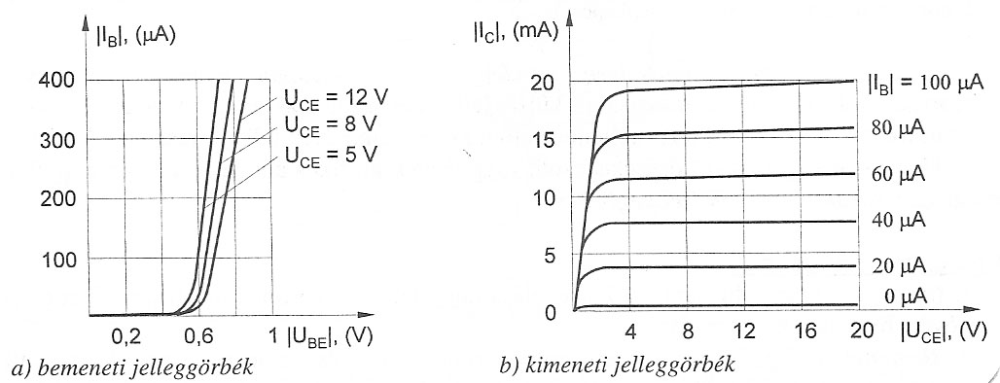 |I_B|, (μA)
400
300
200
100
U_CE = 12 V
U_CE = 8 V
U_CE = 5 V
0,2
0,6
1
|U_BE|, (V)
a) bemeneti jelleggörbék
|I_C|, (mA)
20
15
10
5
0
|I_B| = 100 μA
80 μA
60 μA
40 μA
20 μA
0 μA
4
8
12
16
20
|U_CE|, (V)
b) kimeneti jelleggörbék